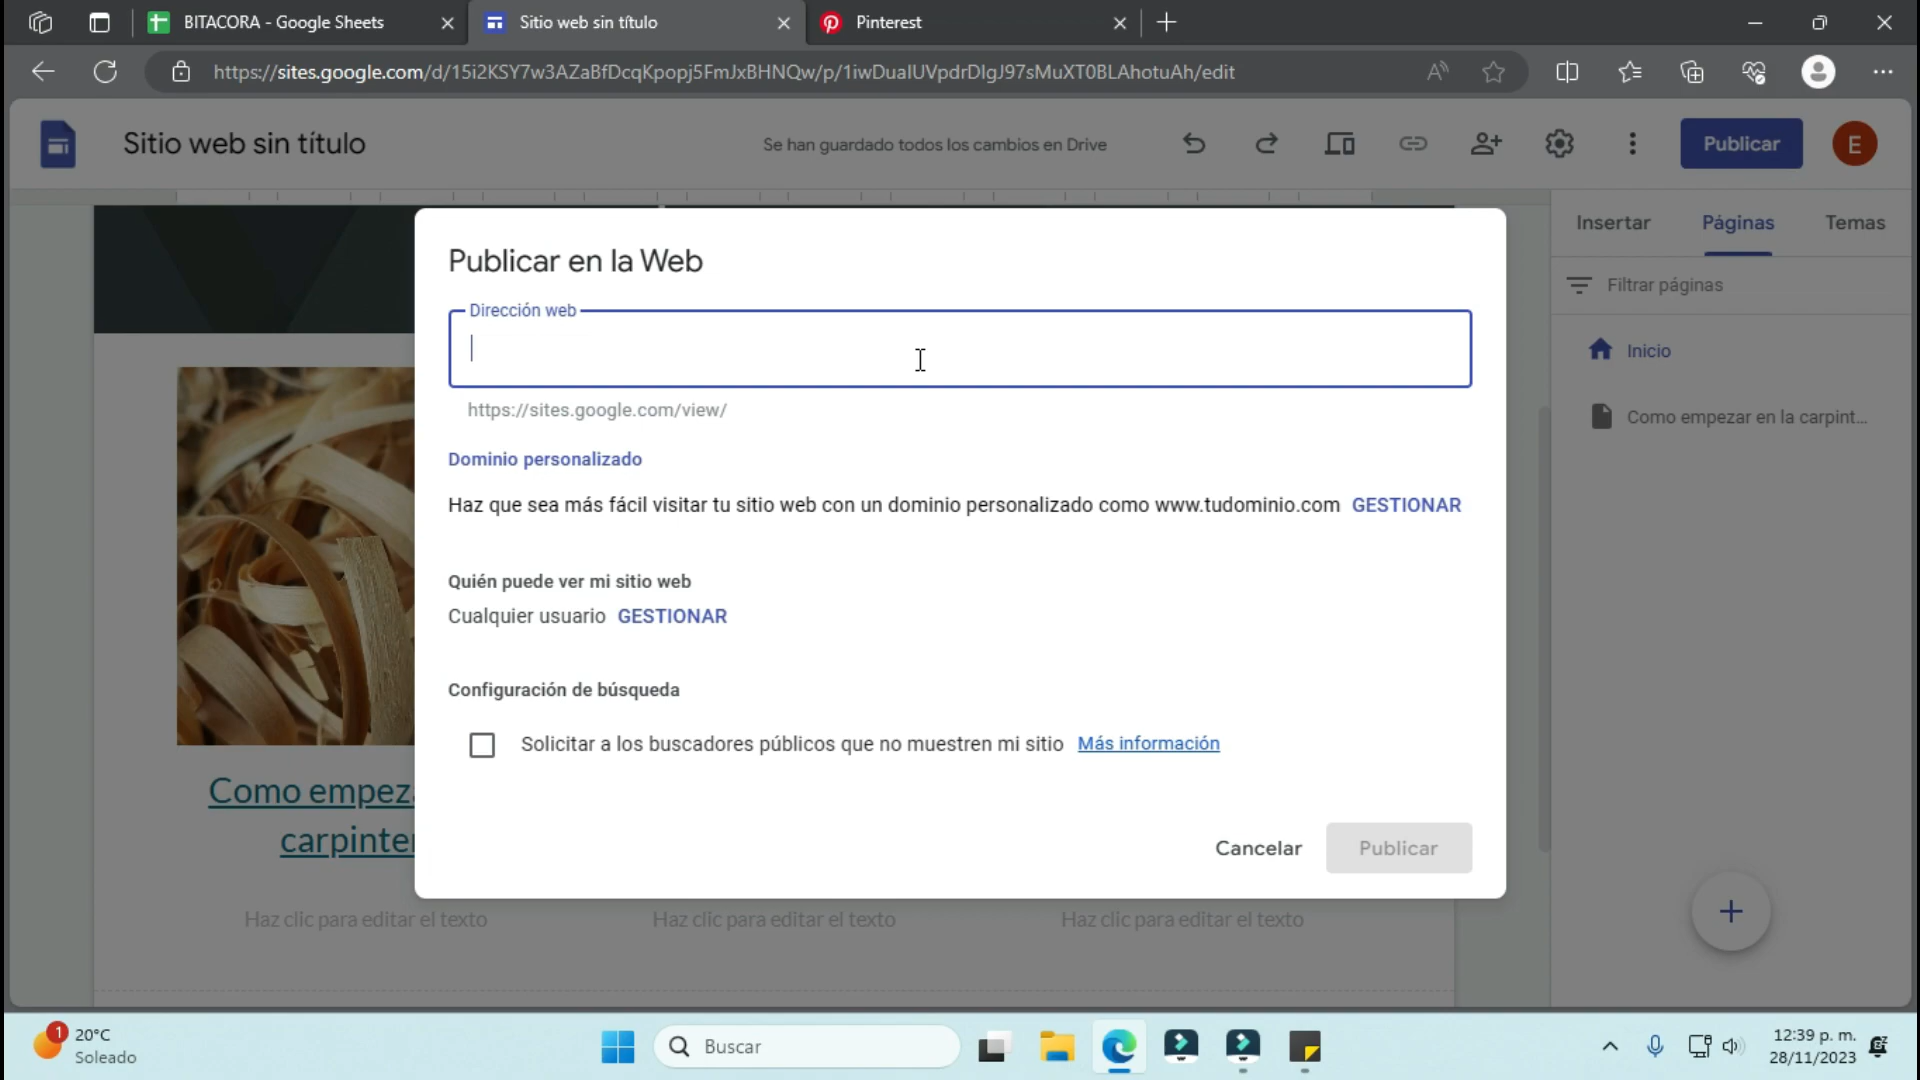 BITACORA - Google Sheets
Sitio web sin título
Pinterest
https://sites.google.com/d/15i2KSY7w3AZaBfDcqKpopj5FmJxBHNQw/p/1iwDuaIUVpdrDIgJ97sMuXT0BLAhotuAh/edit
Sitio web sin título
Se han guardado todos los cambios en Drive
Publicar
E
Insertar
Páginas
Temas
Filtrar páginas
Inicio
Como empezar en la carpint...
Publicar en la Web
Dirección web
https://sites.google.com/view/
Dominio personalizado
Haz que sea más fácil visitar tu sitio web con un dominio personalizado como www.tudominio.com GESTIONAR
Quién puede ver mi sitio web
Cualquier usuario GESTIONAR
Configuración de búsqueda
Solicitar a los buscadores públicos que no muestren mi sitio Más información
Cancelar
Publicar
Como empeza
carpinter
Haz clic para editar el texto
Haz clic para editar el texto
Haz clic para editar el texto
1
20°C
Soleado
Buscar
12:39 p. m.
28/11/2023